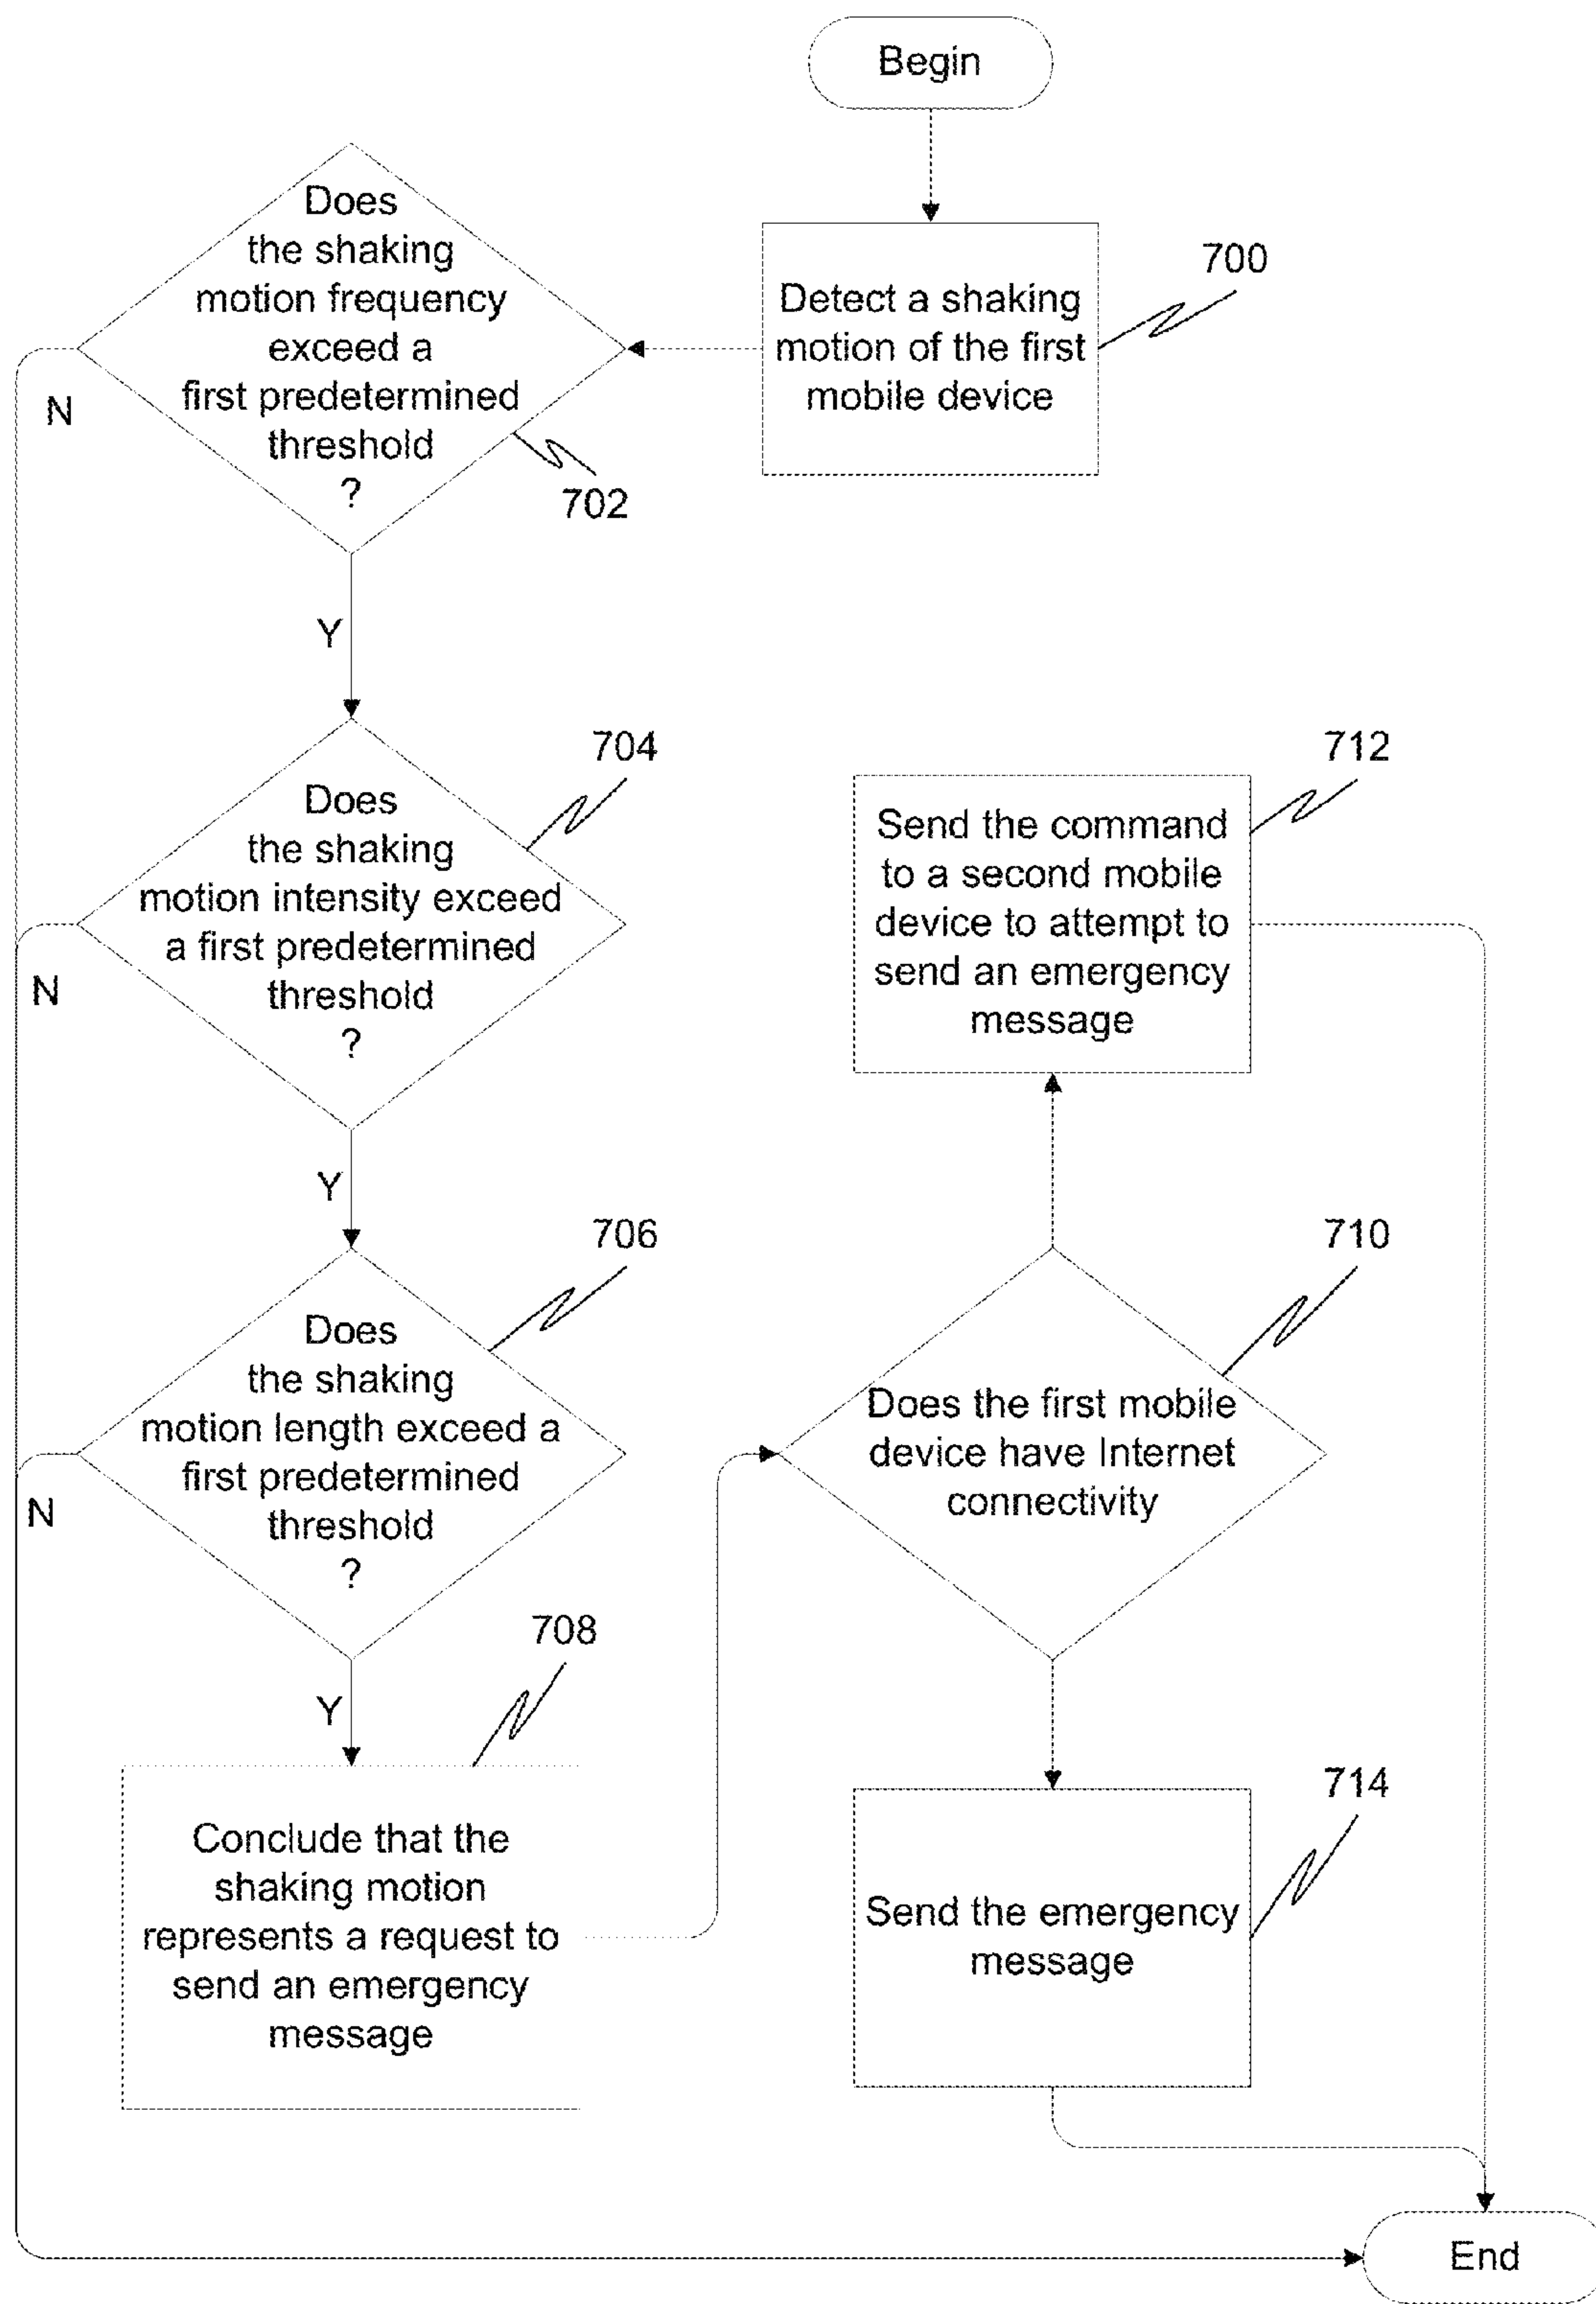 Begin
Detect a shaking
motion of the first
mobile device
700
Does
the shaking
motion frequency
exceed a
first predetermined
threshold
?
702
N
Y
Does
the shaking
motion intensity exceed
a first predetermined
threshold
?
704
N
Y
Does
the shaking
motion length exceed a
first predetermined
threshold
?
706
N
Y
Conclude that the
shaking motion
represents a request to
send an emergency
message
708
Does the first mobile
device have Internet
connectivity
710
Send the command
to a second mobile
device to attempt to
send an emergency
message
712
Send the emergency
message
714
End